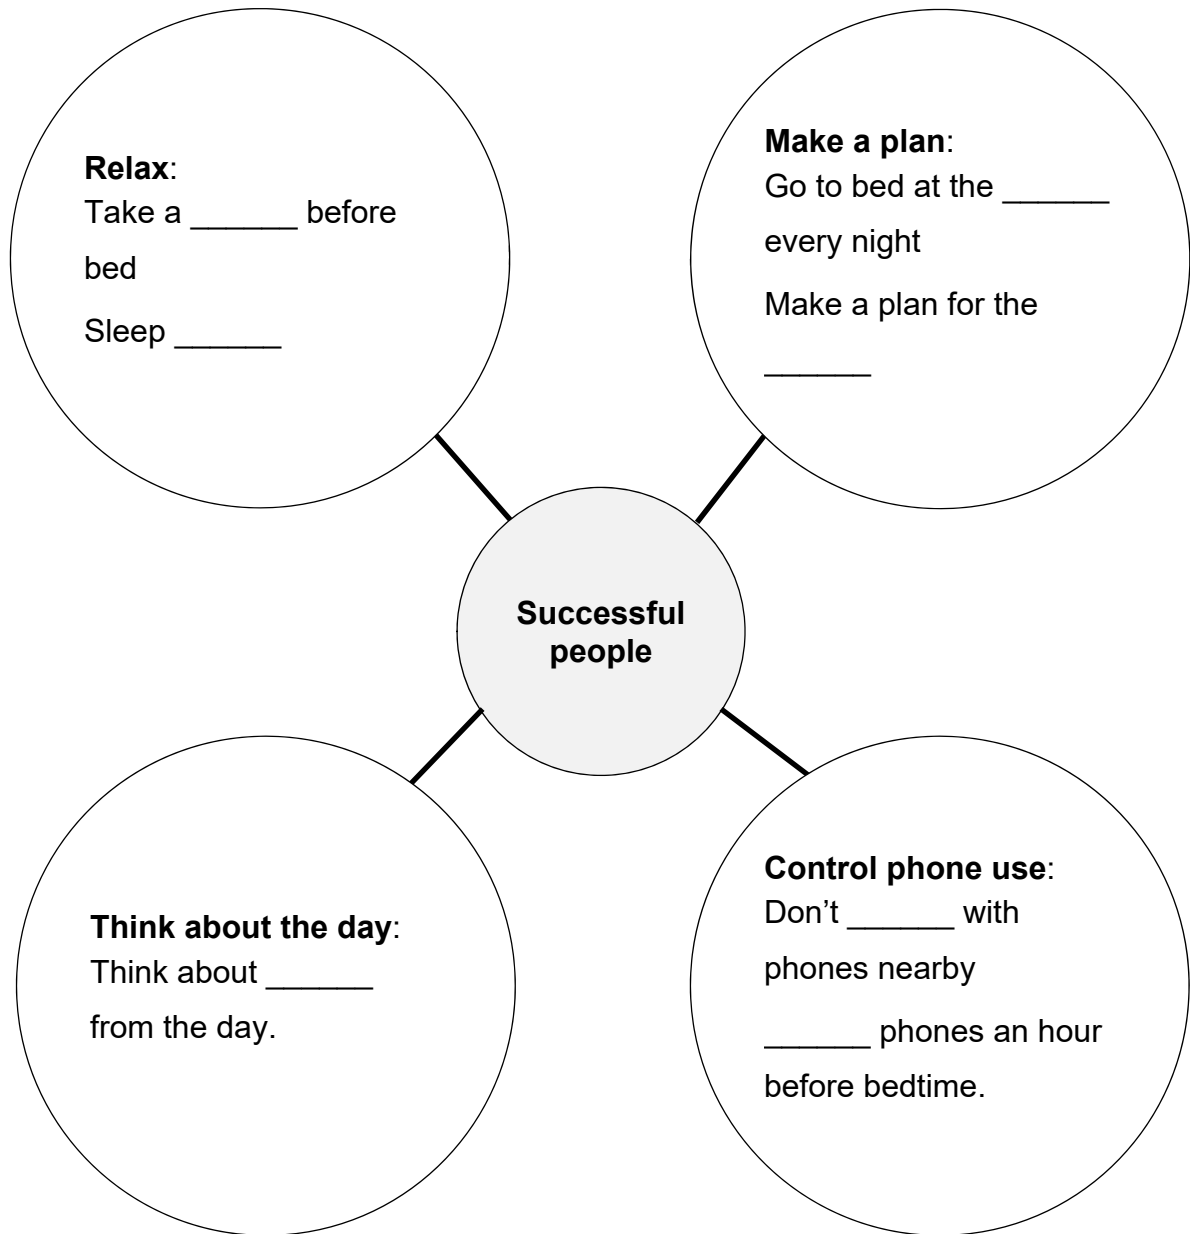 Relax:
Take a ______ before
bed
Sleep ______
Make a plan:
Go to bed at the ______
every night
Make a plan for the
______
Successful
people
Think about the day:
Think about ______
from the day.
Control phone use:
Don’t ______ with
phones nearby
______ phones an hour
before bedtime.